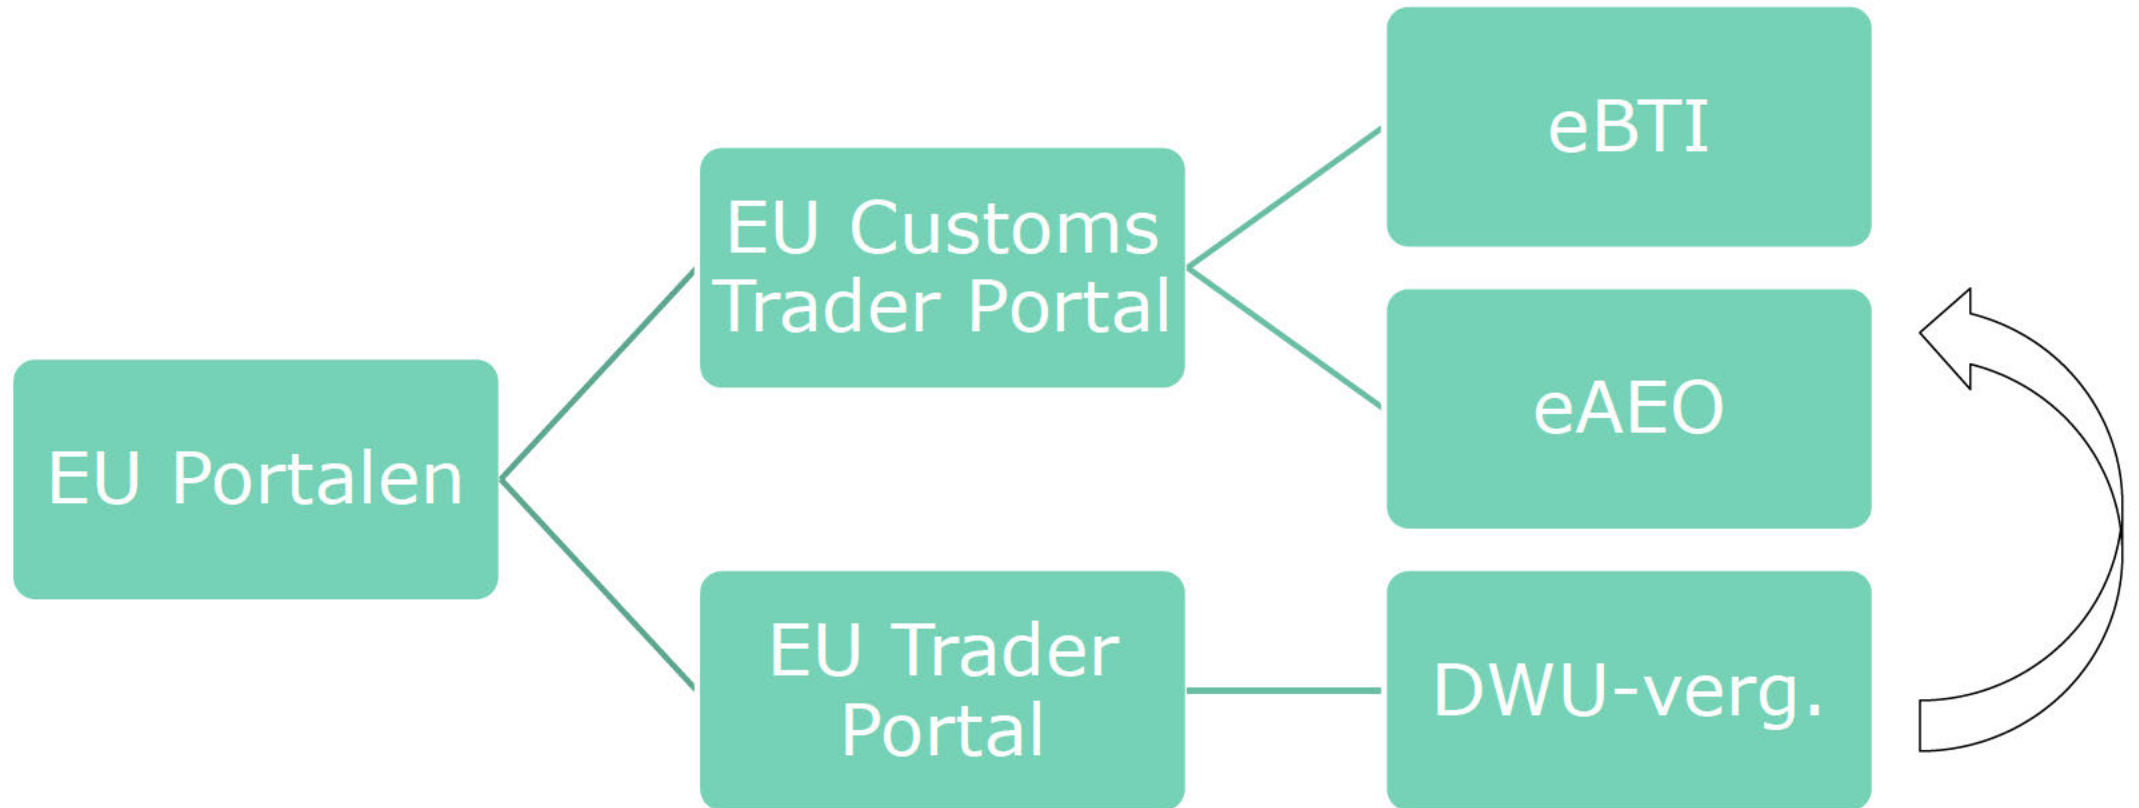 EU Portalen
EU Customs
Trader Portal
eBTI
eAEO
EU Trader
Portal
DWU-verg.